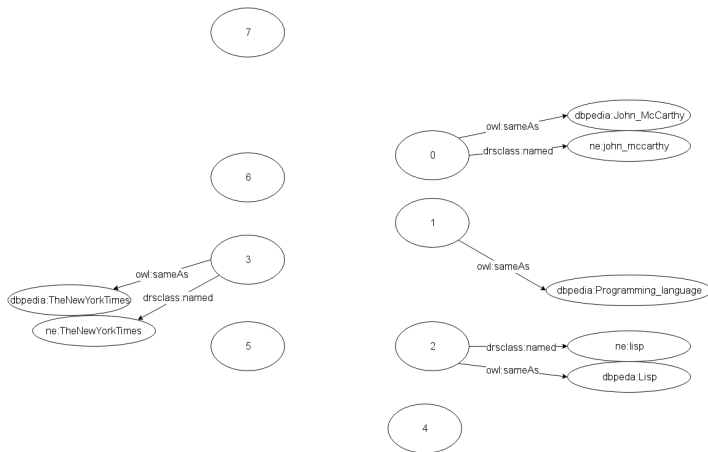 7
dbpedia:John_McCarthy
owl:sameAs
0
drsclass:named
ne:john_mccarthy
6
1
3
owl:sameAs
owl:sameAs
dbpedia:TheNewYorkTimes
drsclass:named
dbpedia:Programming_language
ne:TheNewYorkTimes
5
2
drsclass:named
ne:lisp
owl:sameAs
dbpeda:Lisp
4